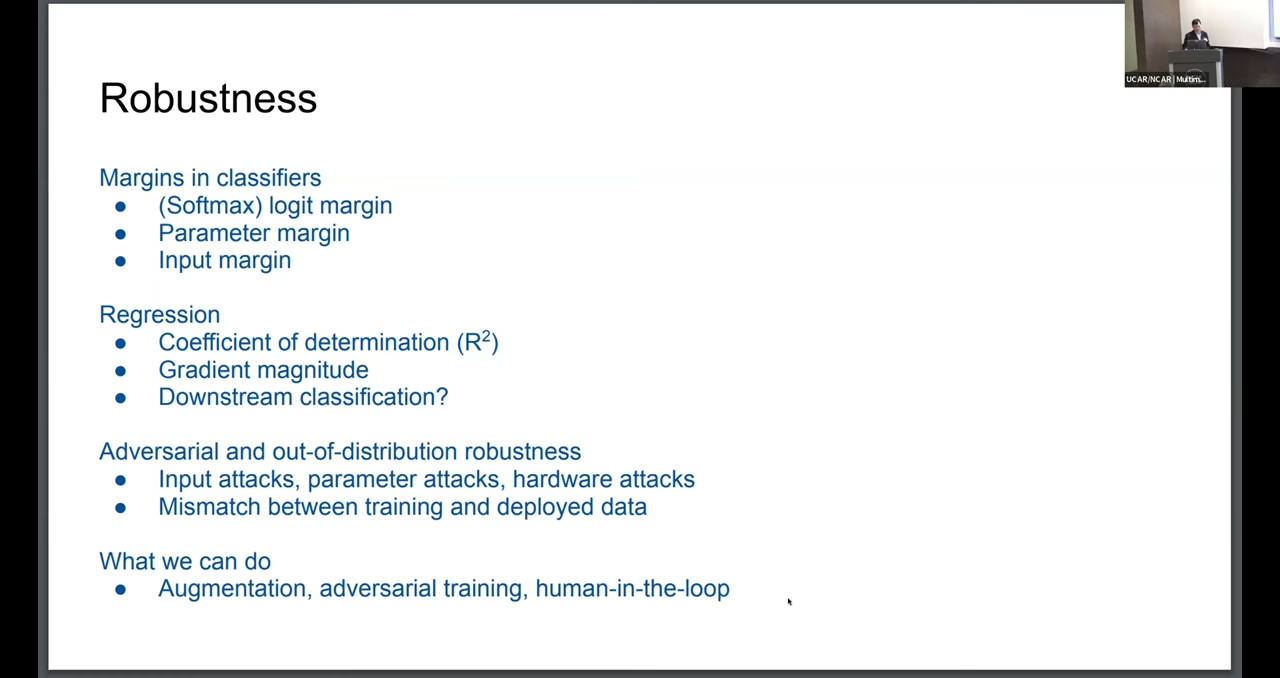 UCAR/NCAR | Multim...
Robustness
Margins in classifiers
● (Softmax) logit margin
● Parameter margin
● Input margin
Regression
● Coefficient of determination (R²)
● Gradient magnitude
● Downstream classification?
Adversarial and out-of-distribution robustness
● Input attacks, parameter attacks, hardware attacks
● Mismatch between training and deployed data
What we can do
● Augmentation, adversarial training, human-in-the-loop